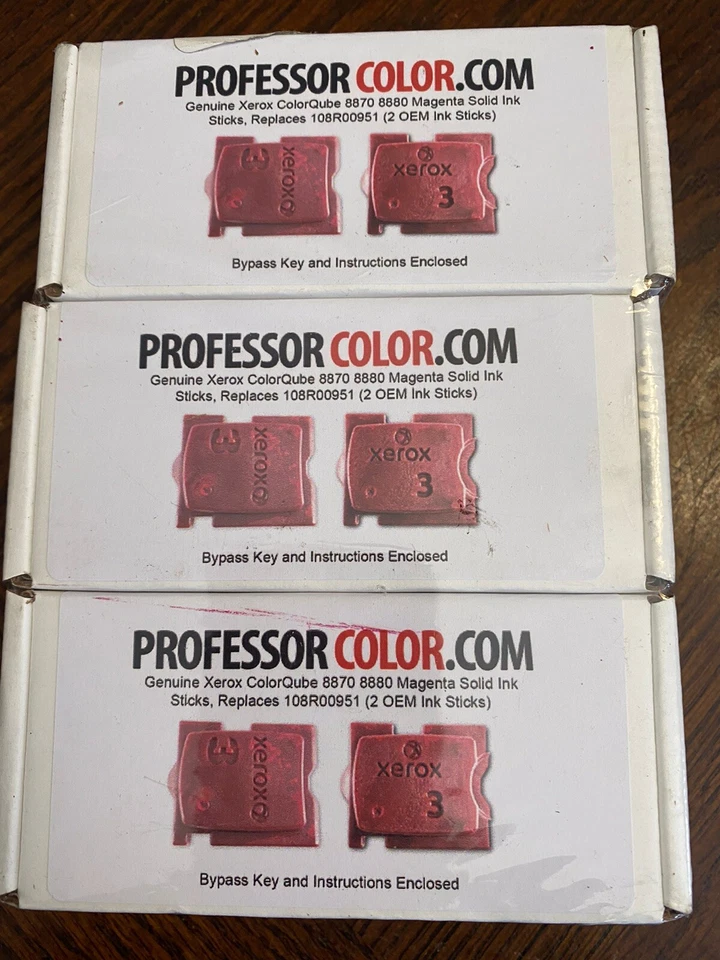 PROFESSOR COLOR.COM
Genuine Xerox ColorQube 8870 8880 Magenta Solid Ink
Sticks, Replaces 108R00951 (2 OEM Ink Sticks)
3 xerox
xerox
3
Bypass Key and Instructions Enclosed
PROFESSOR COLOR.COM
Genuine Xerox ColorQube 8870 8880 Magenta Solid Ink
Sticks, Replaces 108R00951 (2 OEM Ink Sticks)
3 xerox
xerox
3
Bypass Key and Instructions Enclosed
PROFESSOR COLOR.COM
Genuine Xerox ColorQube 8870 8880 Magenta Solid Ink
Sticks, Replaces 108R00951 (2 OEM Ink Sticks)
3 xerox
xerox
3
Bypass Key and Instructions Enclosed